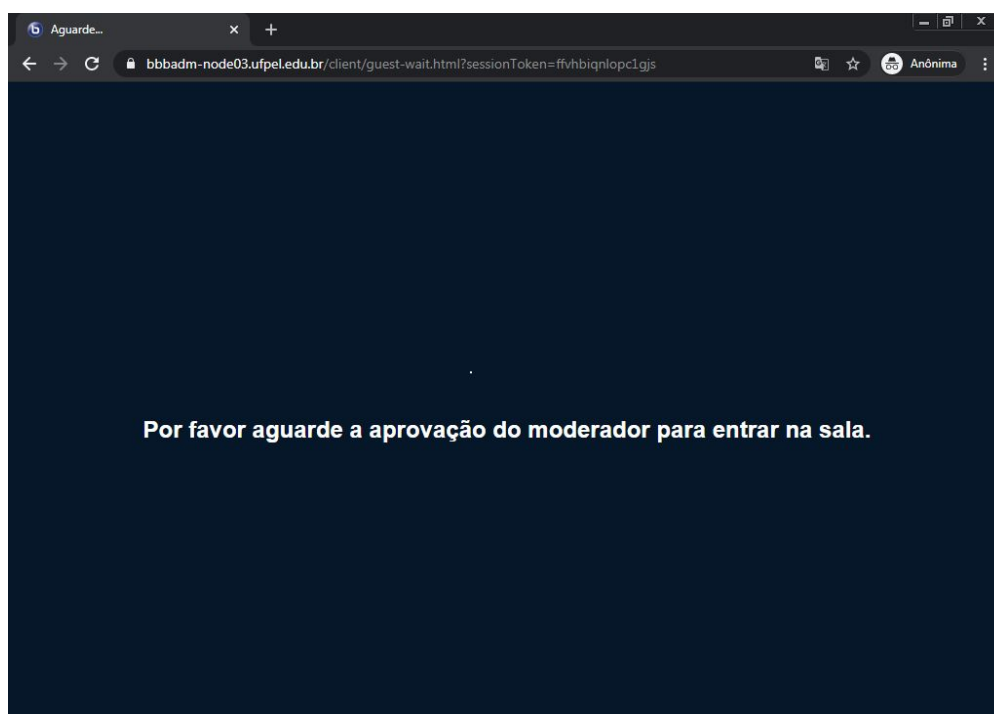 Aguarde...
bbbadm-node03.ufpel.edu.br/client/guest-wait.html?sessionToken=ffvhbiqnlopc1gjs
Anônima
Por favor aguarde a aprovação do moderador para entrar na sala.